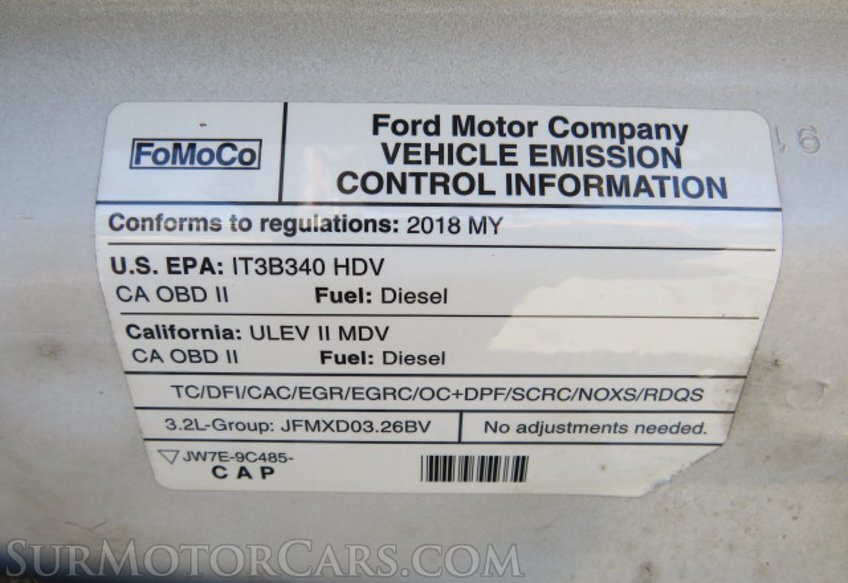 FoMoCo
Ford Motor Company
VEHICLE EMISSION
CONTROL INFORMATION
Conforms to regulations: 2018 MY
U.S. EPA: IT3B340 HDV
CA OBD II Fuel: Diesel
California: ULEV II MDV
CA OBD II Fuel: Diesel
TC/DFI/CAC/EGR/EGRC/OC+DPF/SCRC/NOXS/RDQS
3.2L-Group: JFMXD03.26BV No adjustments needed.
JW7E-9C485-
CAP
SURMOTORCARS.COM